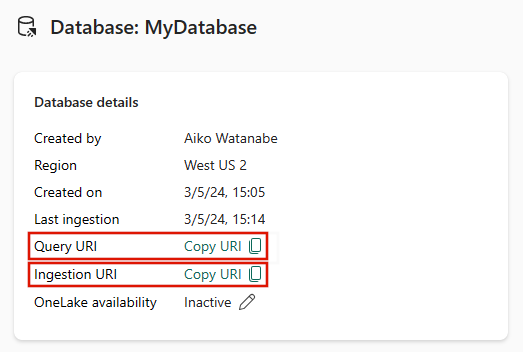 Database: MyDatabase
Database details
Created by Aiko Watanabe
Region West US 2
Created on 3/5/24, 15:05
Last ingestion 3/5/24, 15:14
Query URI Copy URI
Ingestion URI Copy URI
OneLake availability Inactive